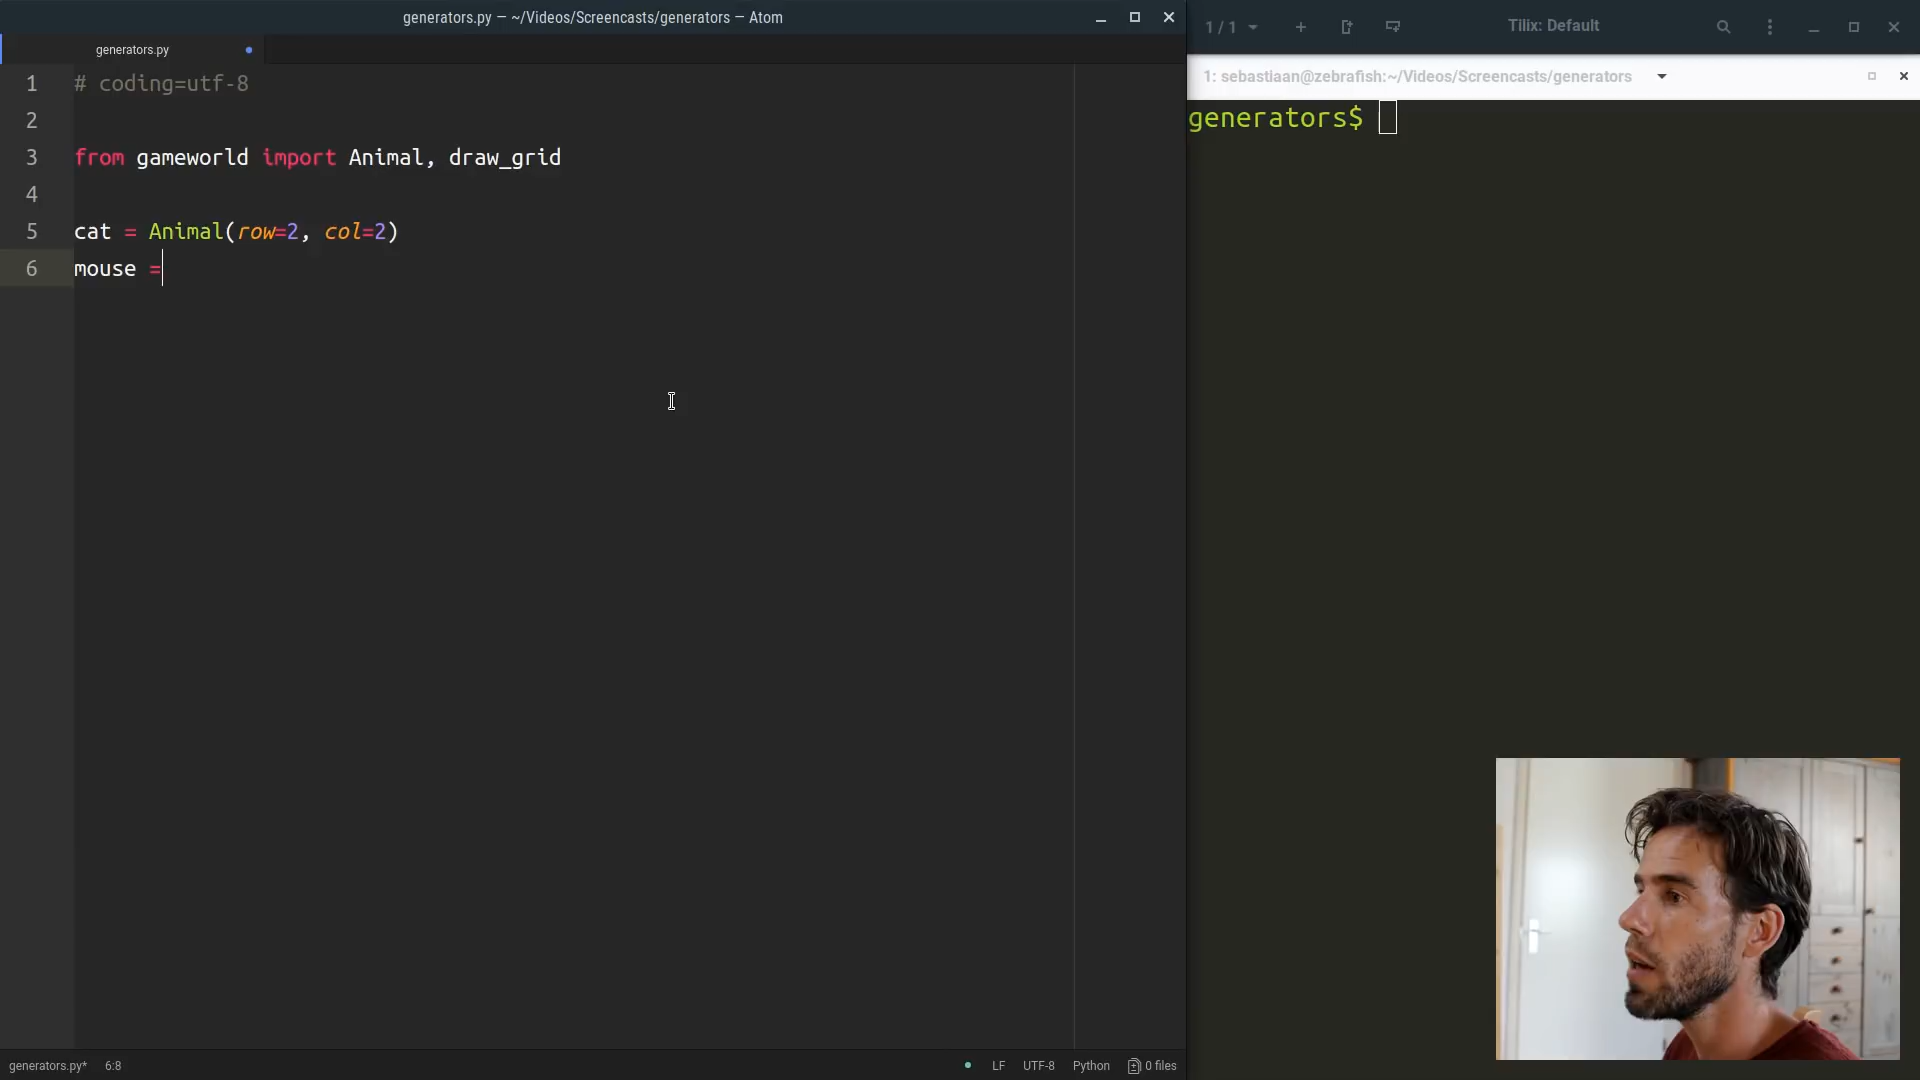 generators.py — ~/Videos/Screencasts/generators — Atom
generators.py
1 # coding=utf-8
2
3 from gameworld import Animal, draw_grid
4
5 cat = Animal(row=2, col=2)
6 mouse =
generators.py* 6:8
LF UTF-8 Python 0 files
1 / 1
Tilix: Default
1: sebastiaan@zebrafish:~/Videos/Screencasts/generators
generators$